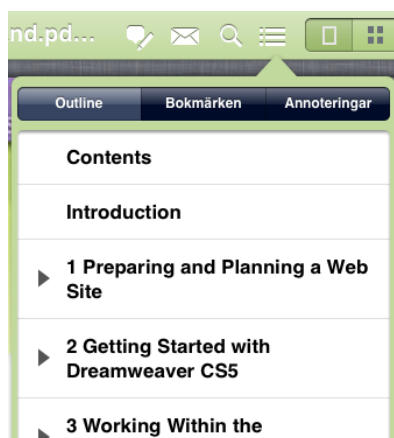 nd.pd...
Outline Bokmärken Annoteringar
Contents
Introduction
1 Preparing and Planning a Web
Site
2 Getting Started with
Dreamweaver CS5
3 Working Within the